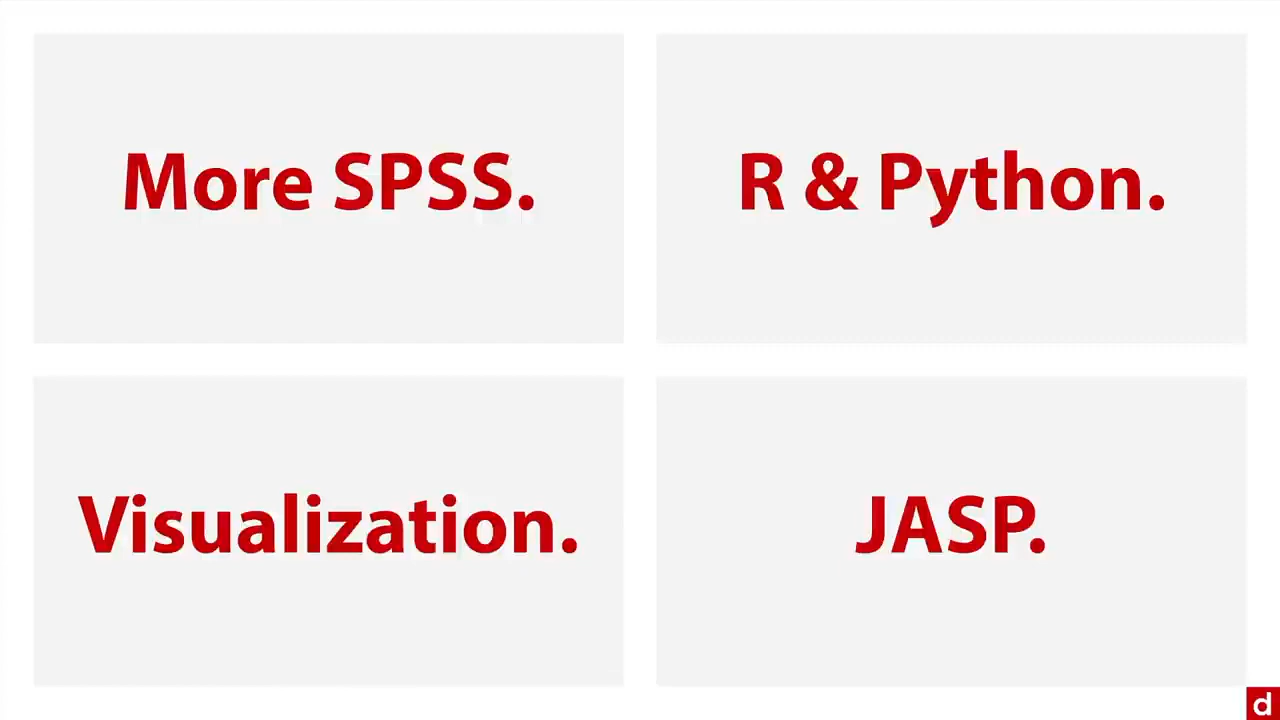 More SPSS.
R & Python.
Visualization.
JASP.
d